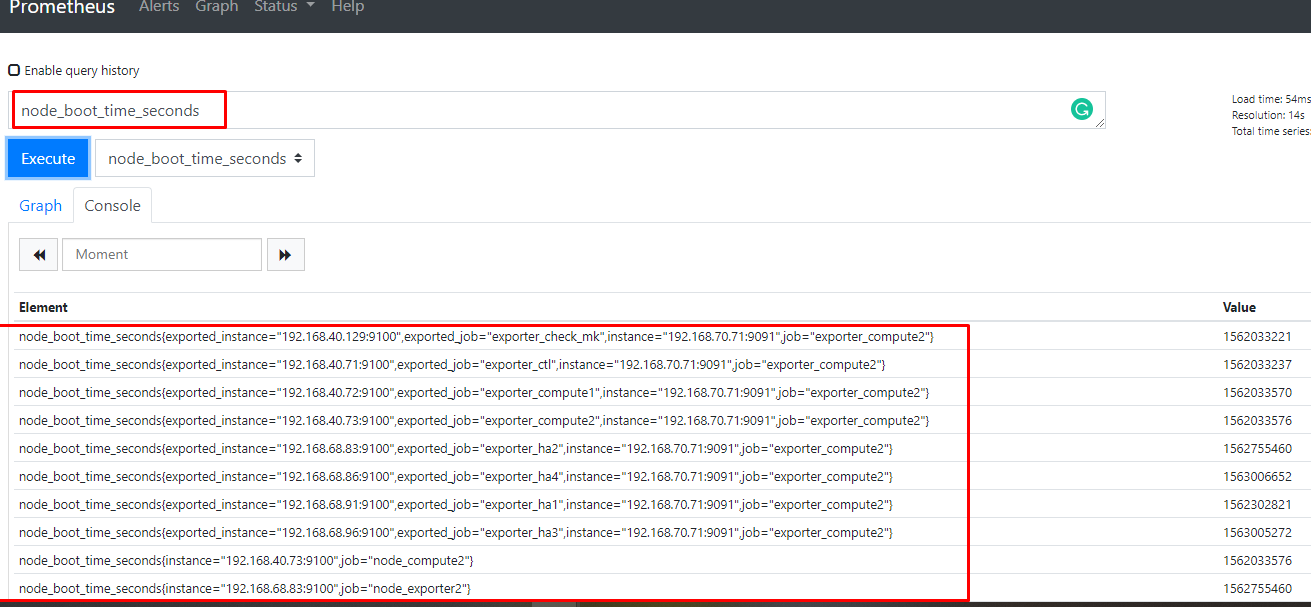 Prometheus Alerts Graph Status Help
Enable query history
node_boot_time_seconds
Load time: 54ms
Resolution: 14s
Total time series:
Execute node_boot_time_seconds
Graph Console
Moment
Element Value
node_boot_time_seconds{exported_instance="192.168.40.129:9100",exported_job="exporter_check_mk",instance="192.168.70.71:9091",job="exporter_compute2"} 1562033221
node_boot_time_seconds{exported_instance="192.168.40.71:9100",exported_job="exporter_ctl",instance="192.168.70.71:9091",job="exporter_compute2"} 1562033237
node_boot_time_seconds{exported_instance="192.168.40.72:9100",exported_job="exporter_compute1",instance="192.168.70.71:9091",job="exporter_compute2"} 1562033570
node_boot_time_seconds{exported_instance="192.168.40.73:9100",exported_job="exporter_compute2",instance="192.168.70.71:9091",job="exporter_compute2"} 1562033576
node_boot_time_seconds{exported_instance="192.168.68.83:9100",exported_job="exporter_ha2",instance="192.168.70.71:9091",job="exporter_compute2"} 1562755460
node_boot_time_seconds{exported_instance="192.168.68.86:9100",exported_job="exporter_ha4",instance="192.168.70.71:9091",job="exporter_compute2"} 1563006652
node_boot_time_seconds{exported_instance="192.168.68.91:9100",exported_job="exporter_ha1",instance="192.168.70.71:9091",job="exporter_compute2"} 1562302821
node_boot_time_seconds{exported_instance="192.168.68.96:9100",exported_job="exporter_ha3",instance="192.168.70.71:9091",job="exporter_compute2"} 1563005272
node_boot_time_seconds{instance="192.168.40.73:9100",job="node_compute2"} 1562033576
node_boot_time_seconds{instance="192.168.68.83:9100",job="node_exporter2"} 1562755460